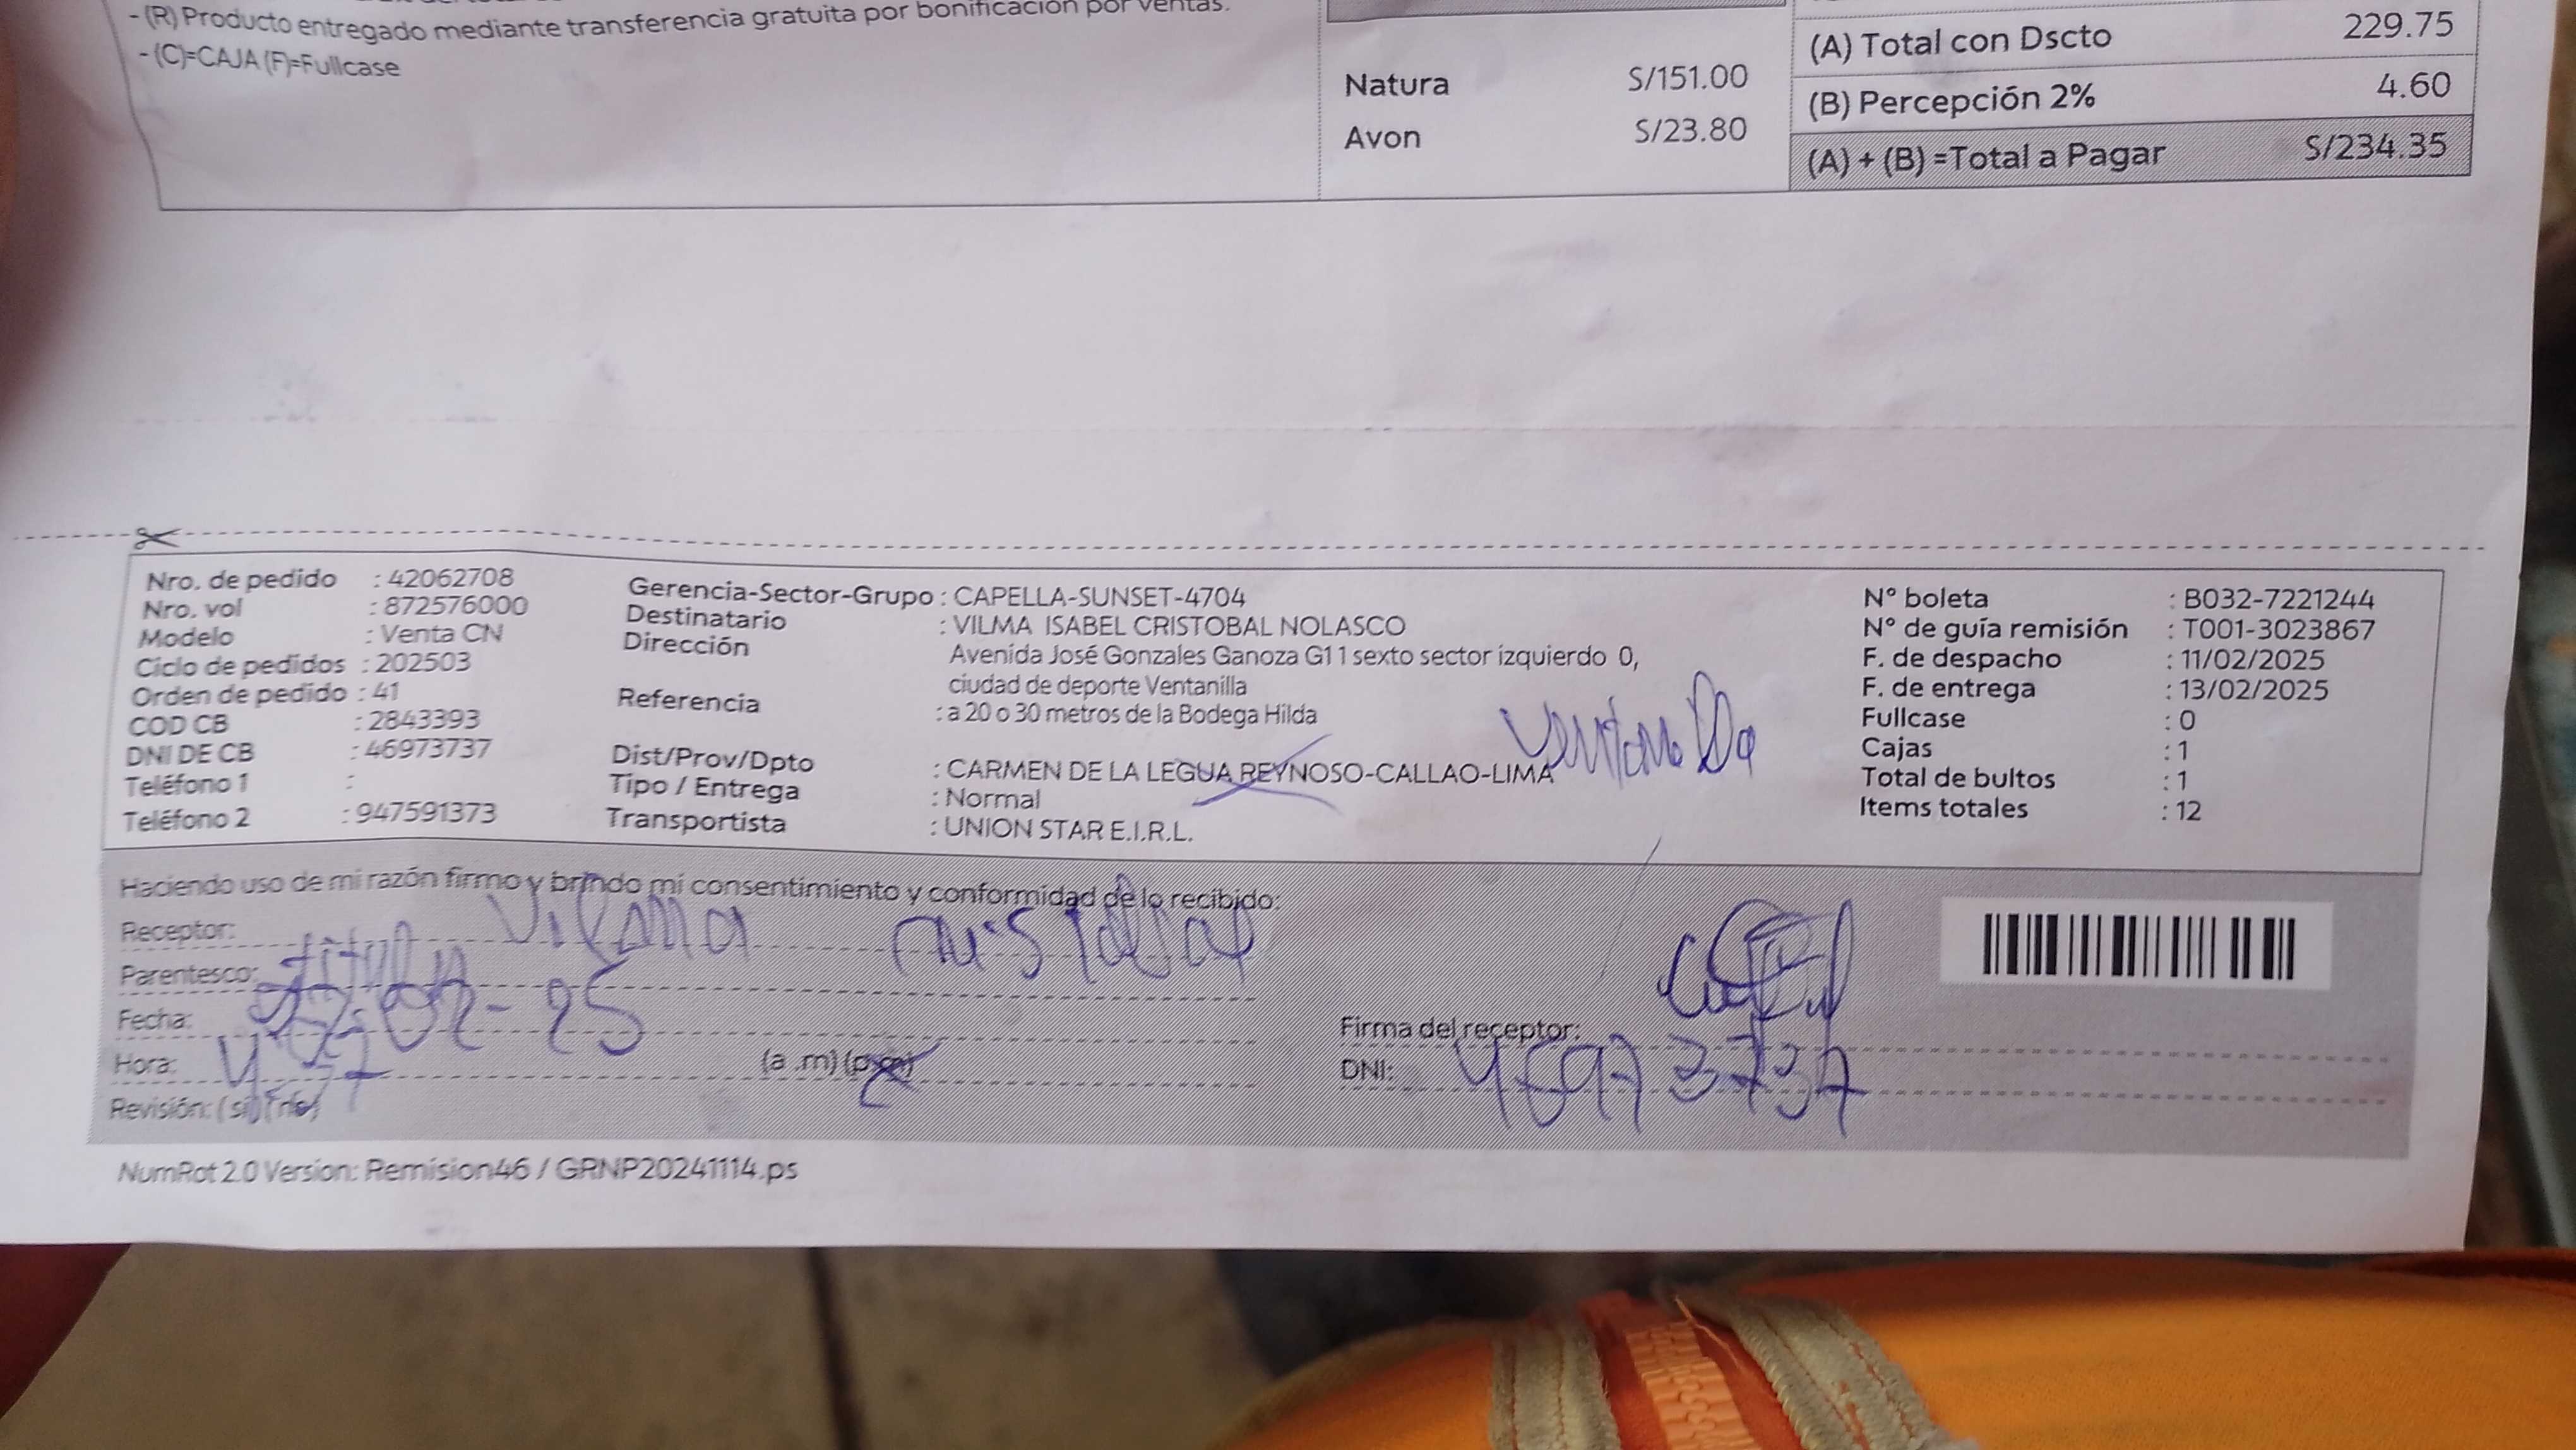 - (R) Producto entregado mediante transferencia gratuita por bonificación por ventas.
- (C)=CAJA (F)=Fullcase
Natura S/151.00
Avon S/23.80
(A) Total con Dscto 229.75
(B) Percepción 2% 4.60
(A) + (B) =Total a Pagar S/234.35
Nro. de pedido : 42062708
Nro. vol : 872576000
Modelo : Venta CN
Ciclo de pedidos : 202503
Orden de pedido : 41
COD CB : 2843393
DNI DE CB : 46973737
Teléfono 1 :
Teléfono 2 : 947591373
Gerencia-Sector-Grupo : CAPELLA-SUNSET-4704
Destinatario : VILMA ISABEL CRISTOBAL NOLASCO
Dirección Avenida José Gonzales Ganoza G11 sexto sector izquierdo 0,
ciudad de deporte Ventanilla
Referencia : a 20 o 30 metros de la Bodega Hilda
Ventanilla
Dist/Prov/Dpto : CARMEN DE LA LEGUA REYNOSO-CALLAO-LIMA
Tipo / Entrega : Normal
Transportista : UNION STAR E.I.R.L.
N° boleta : B032-7221244
N° de guía remisión : T001-3023867
F. de despacho : 11/02/2025
F. de entrega : 13/02/2025
Fullcase : 0
Cajas : 1
Total de bultos : 1
Items totales : 12
Haciendo uso de mi razón firmo y brindo mi consentimiento y conformidad de lo recibido:
Receptor: Vilma Cristobal
Parentesco: titular
Fecha: -02-25
Hora: (a .m) (p.m)
Revisión: ( si) ( no)
Firma del receptor:
DNI: 46973737
NumRot 2.0 Version: Remision46 / GRNP20241114.ps